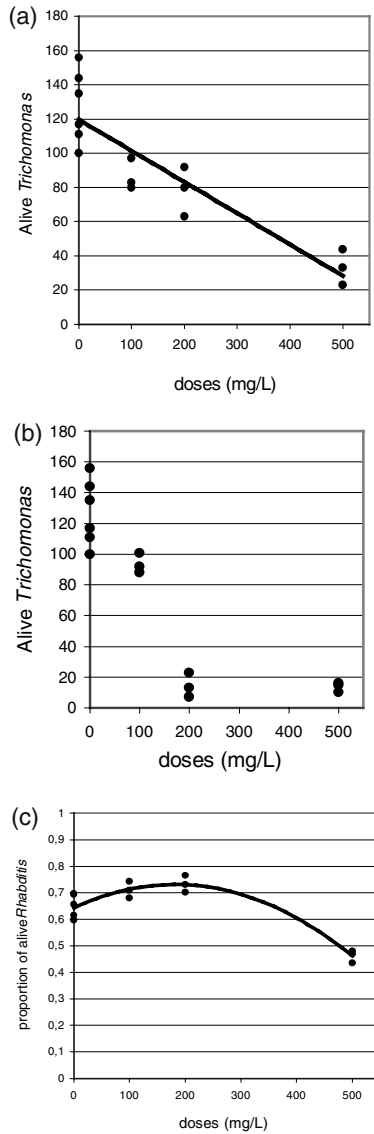 (a)
180
160
140
120
100
80
60
40
20
0
Alive Trichomonas
0 100 200 300 400 500
doses (mg/L)
(b)
180
160
140
120
100
80
60
40
20
0
Alive Trichomonas
0 100 200 300 400 500
doses (mg/L)
(c)
1
0,9
0,8
0,7
0,6
0,5
0,4
0,3
0,2
0,1
0
proportion of alive Rhabditis
0 100 200 300 400 500
doses (mg/L)